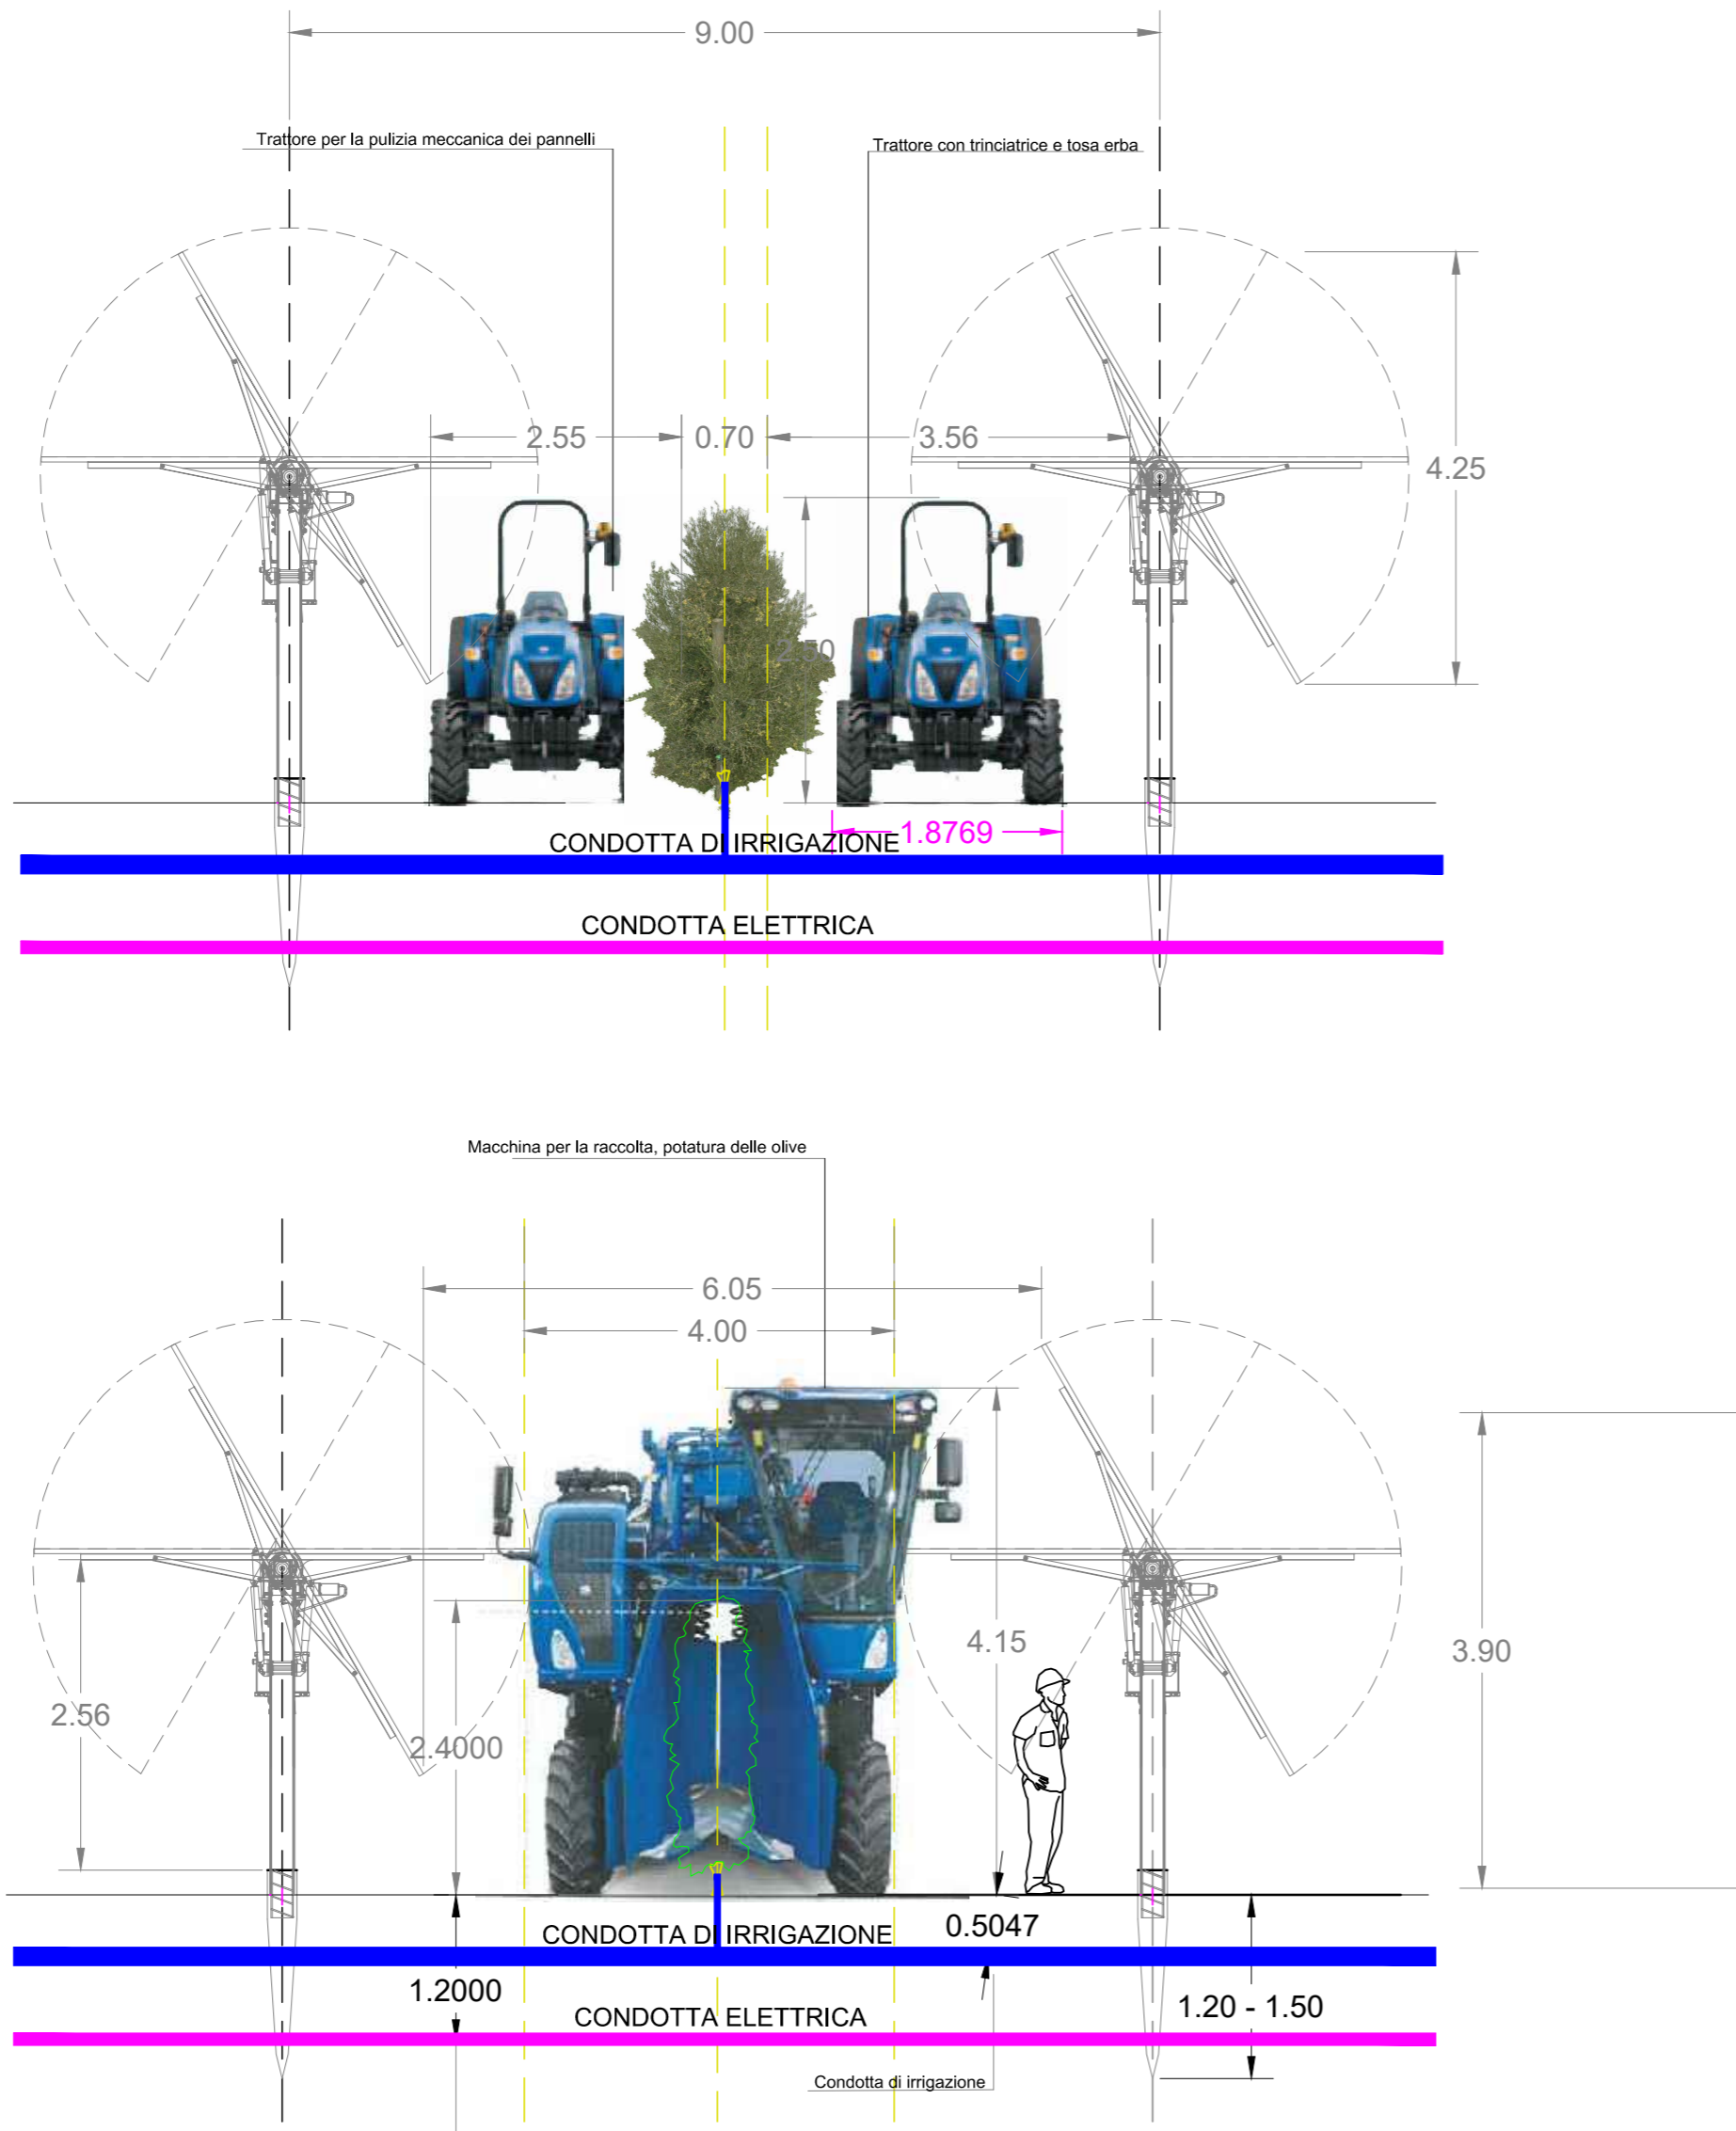 9.00
Trattore per la pulizia meccanica dei pannelli
Trattore con trinciatrice e tosa erba
2.55
0.70
3.56
4.25
2.50
1.8769
CONDOTTA DI IRRIGAZIONE
CONDOTTA ELETTRICA
Macchina per la raccolta, potatura delle olive
6.05
4.00
4.15
3.90
2.56
2.4000
0.5047
CONDOTTA DI IRRIGAZIONE
1.2000
1.20 - 1.50
CONDOTTA ELETTRICA
Condotta di irrigazione